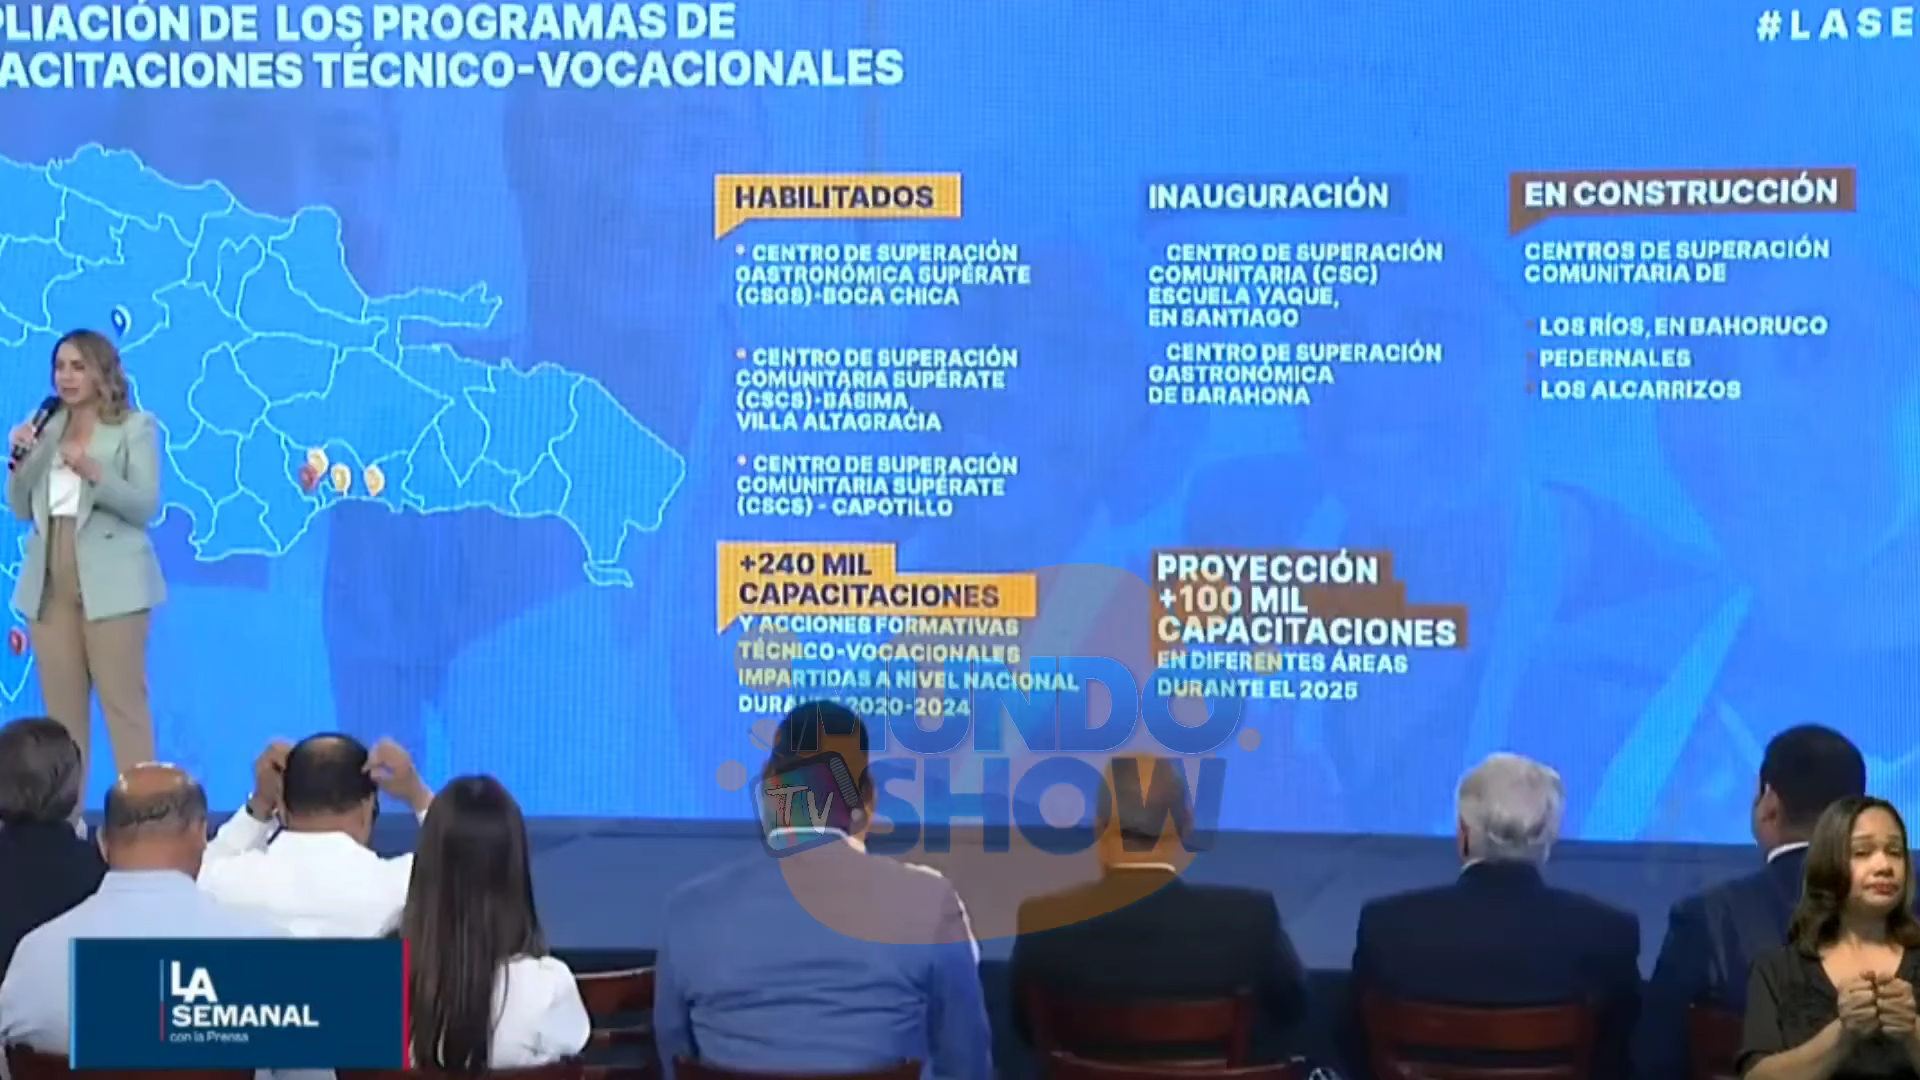 PLIACIÓN DE LOS PROGRAMAS DE
ACITACIONES TÉCNICO-VOCACIONALES
#LASE
HABILITADOS
* CENTRO DE SUPERACIÓN
GASTRONÓMICA SUPÉRATE
(CSGS)-BOCA CHICA
* CENTRO DE SUPERACIÓN
COMUNITARIA SUPÉRATE
(CSCS)-BÁSIMA,
VILLA ALTAGRACIA
* CENTRO DE SUPERACIÓN
COMUNITARIA SUPÉRATE
(CSCS) - CAPOTILLO
+240 MIL
CAPACITACIONES
Y ACCIONES FORMATIVAS
TÉCNICO-VOCACIONALES
IMPARTIDAS A NIVEL NACIONAL
DURANTE 2020-2024
INAUGURACIÓN
CENTRO DE SUPERACIÓN
COMUNITARIA (CSC)
ESCUELA YAQUE,
EN SANTIAGO
CENTRO DE SUPERACIÓN
GASTRONÓMICA
DE BARAHONA
PROYECCIÓN
+100 MIL
CAPACITACIONES
EN DIFERENTES ÁREAS
DURANTE EL 2025
EN CONSTRUCCIÓN
CENTROS DE SUPERACIÓN
COMUNITARIA DE
LOS RÍOS, EN BAHORUCO
PEDERNALES
LOS ALCARRIZOS
MUNDO
TV SHOW
LA
SEMANAL
con la Prensa